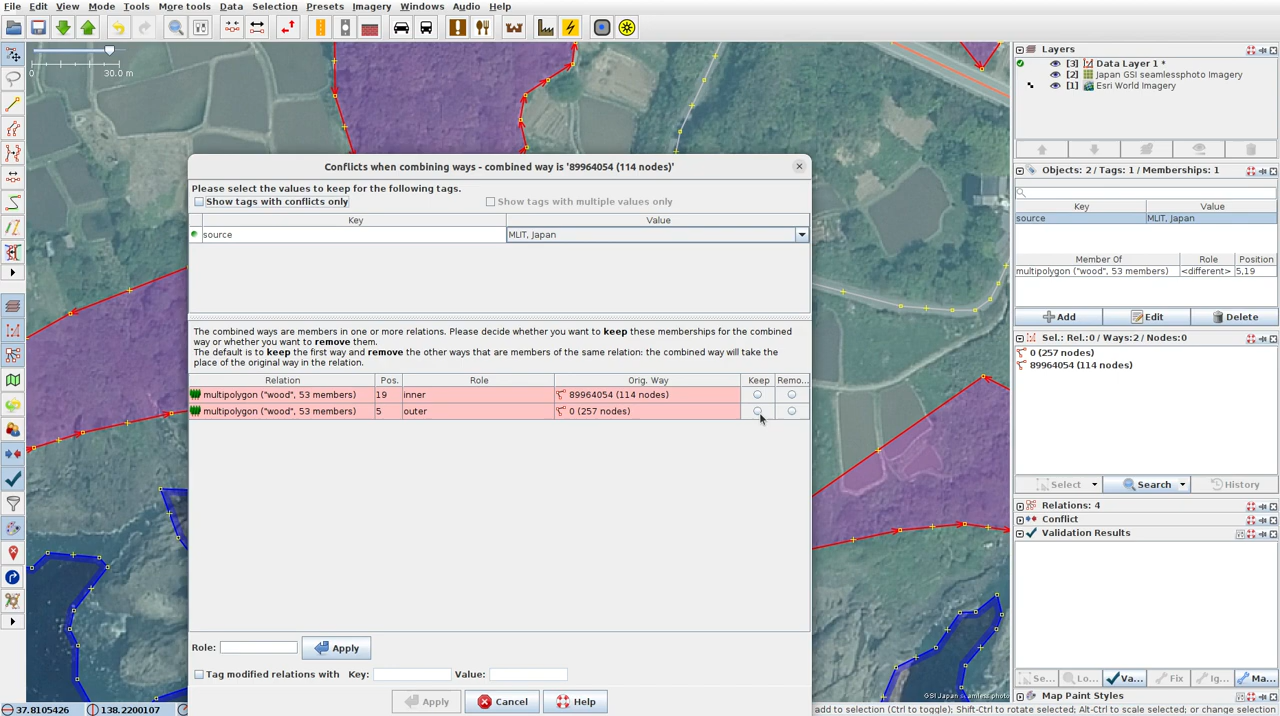 File Edit View Mode Tools More tools Data Selection Presets Imagery Windows Audio Help
0 30.0 m
Layers
[3] Data Layer 1 *
[2] Japan GSI seamlessphoto Imagery
[1] Esri World Imagery
Conflicts when combining ways - combined way is '89964054 (114 nodes)'
Please select the values to keep for the following tags.
Show tags with conflicts only Show tags with multiple values only
Key Value
source MLIT, Japan
The combined ways are members in one or more relations. Please decide whether you want to keep these memberships for the combined
way or whether you want to remove them.
The default is to keep the first way and remove the other ways that are members of the same relation: the combined way will take the
place of the original way in the relation.
Relation Pos. Role Orig. Way Keep Remo...
multipolygon ("wood", 53 members) 19 inner 89964054 (114 nodes)
multipolygon ("wood", 53 members) 5 outer 0 (257 nodes)
Role: Apply
Tag modified relations with Key: Value:
Apply Cancel Help
Objects: 2 / Tags: 1 / Memberships: 1
Key Value
source MLIT, Japan
Member Of Role Position
multipolygon ("wood", 53 members) <different> 5,19
Add Edit Delete
Sel.: Rel.:0 / Ways:2 / Nodes:0
0 (257 nodes)
89964054 (114 nodes)
Select Search History
Relations: 4
Conflict
Validation Results
Se... Lo... Va... Fix Ig... Ma...
Map Paint Styles
37.8105426 138.2200107
add to selection (Ctrl to toggle); Shift-Ctrl to rotate selected; Alt-Ctrl to scale selected; or change selection